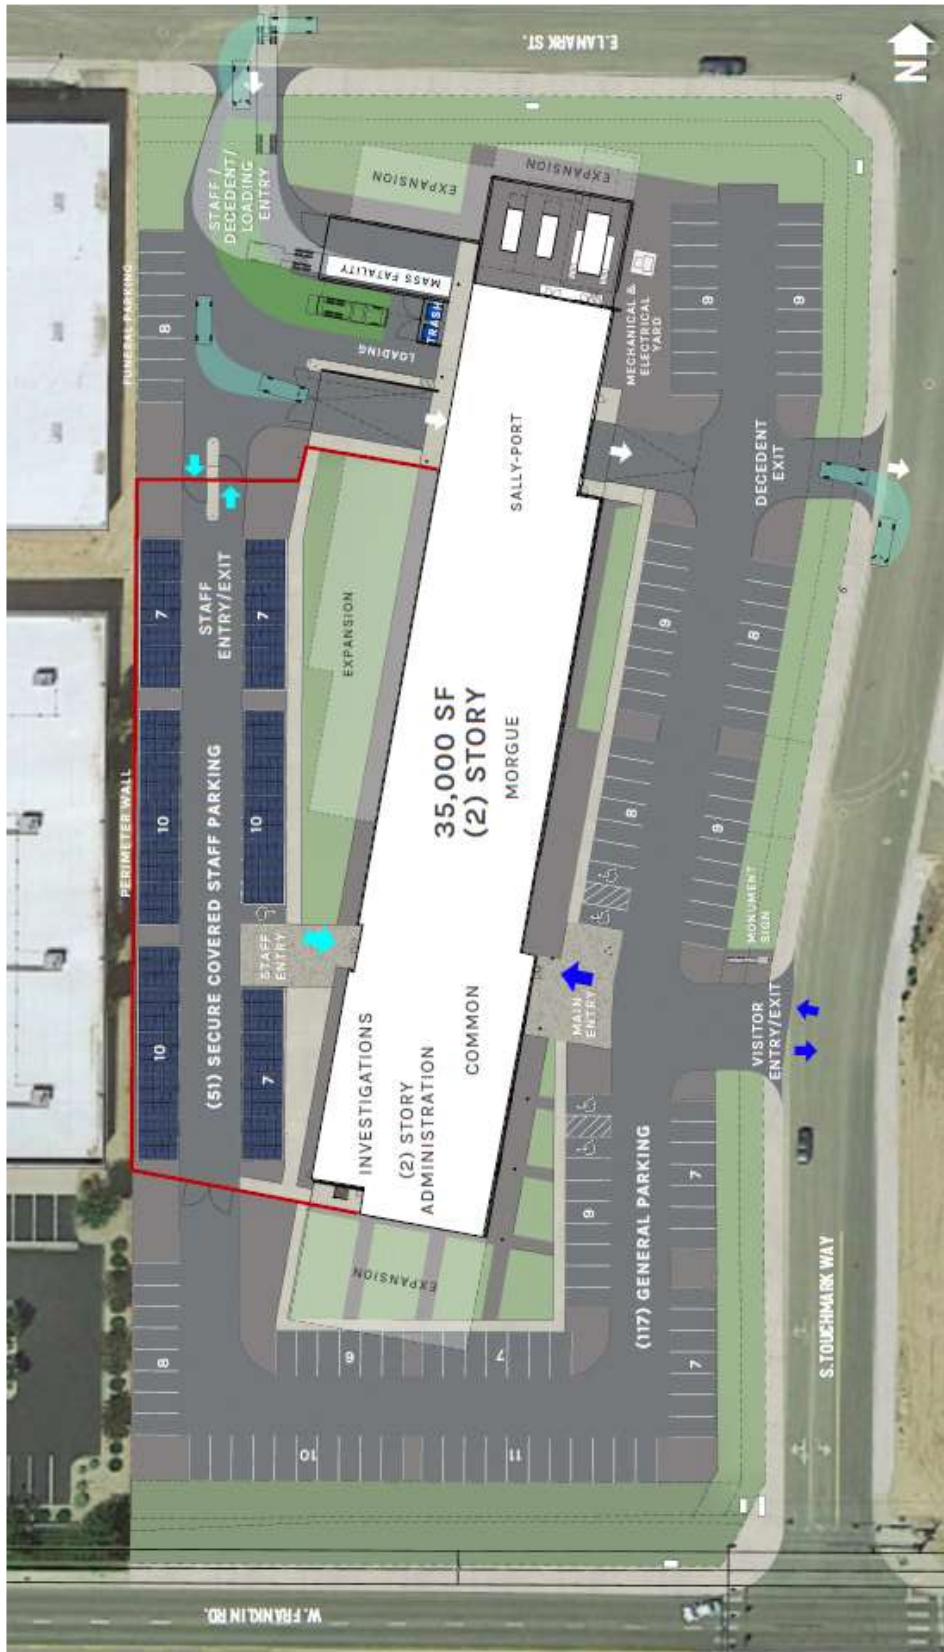 E.LANARK ST.
N
STAFF /
DECEDENT/
LOADING
ENTRY
EXPANSION
EXPANSION
FUNERAL PARKING
8
MASS FATALITY
TRASH
LOADING
MECHANICAL &
ELECTRICAL
YARD
9
9
SALLY-PORT
DECEDENT
EXIT
STAFF
ENTRY/EXIT
7
7
EXPANSION
9
8
PERIMETER WALL
10
10
(51) SECURE COVERED STAFF PARKING
35,000 SF
(2) STORY
MORGUE
8
9
MONUMENT
SIGN
STAFF
ENTRY
MAIN
ENTRY
VISITOR
ENTRY/EXIT
10
7
INVESTIGATIONS
(2) STORY
ADMINISTRATION
COMMON
9
7
(117) GENERAL PARKING
EXPANSION
8
6
7
7
10
11
S.TOUCHMARK WAY
W. FRANKLIN RD.